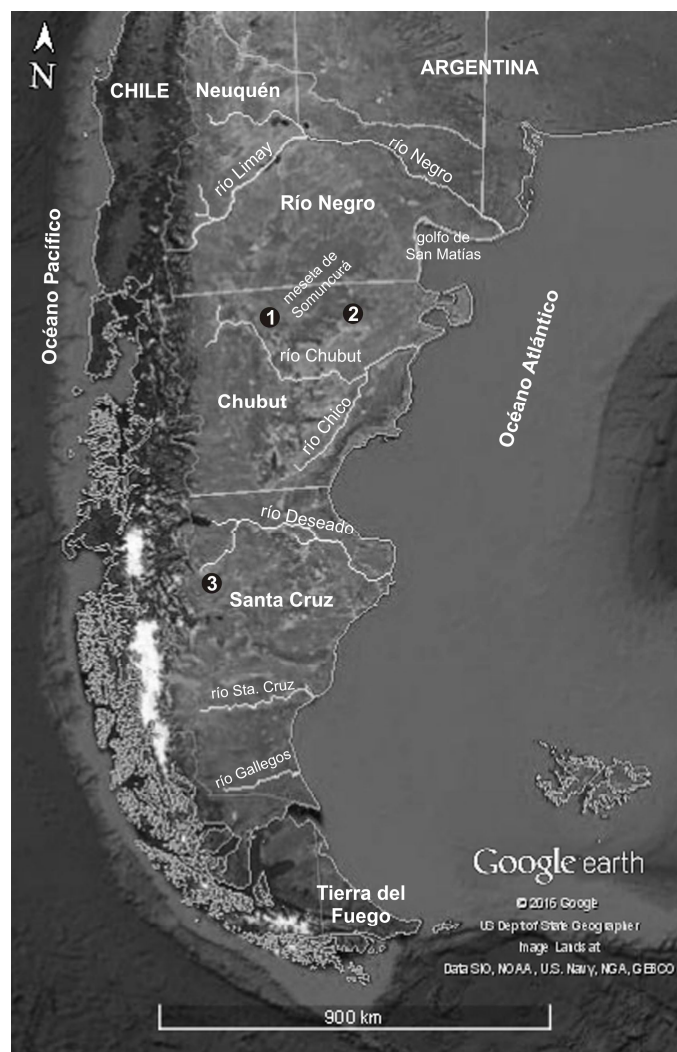 N
CHILE
Neuquén
ARGENTINA
río Limay
río Negro
Río Negro
golfo de
San Matías
Océano Pacífico
meseta de
Somuncurá
1
2
río Chubut
Océano Atlántico
Chubut
río Chico
río Deseado
3
Santa Cruz
río Sta. Cruz
río Gallegos
Google earth
Tierra del
Fuego
© 2015 Google
US Dept of State Geographer
Image Landsat
Data SIO, NOAA, U.S. Navy, NGA, GEBCO
900 km